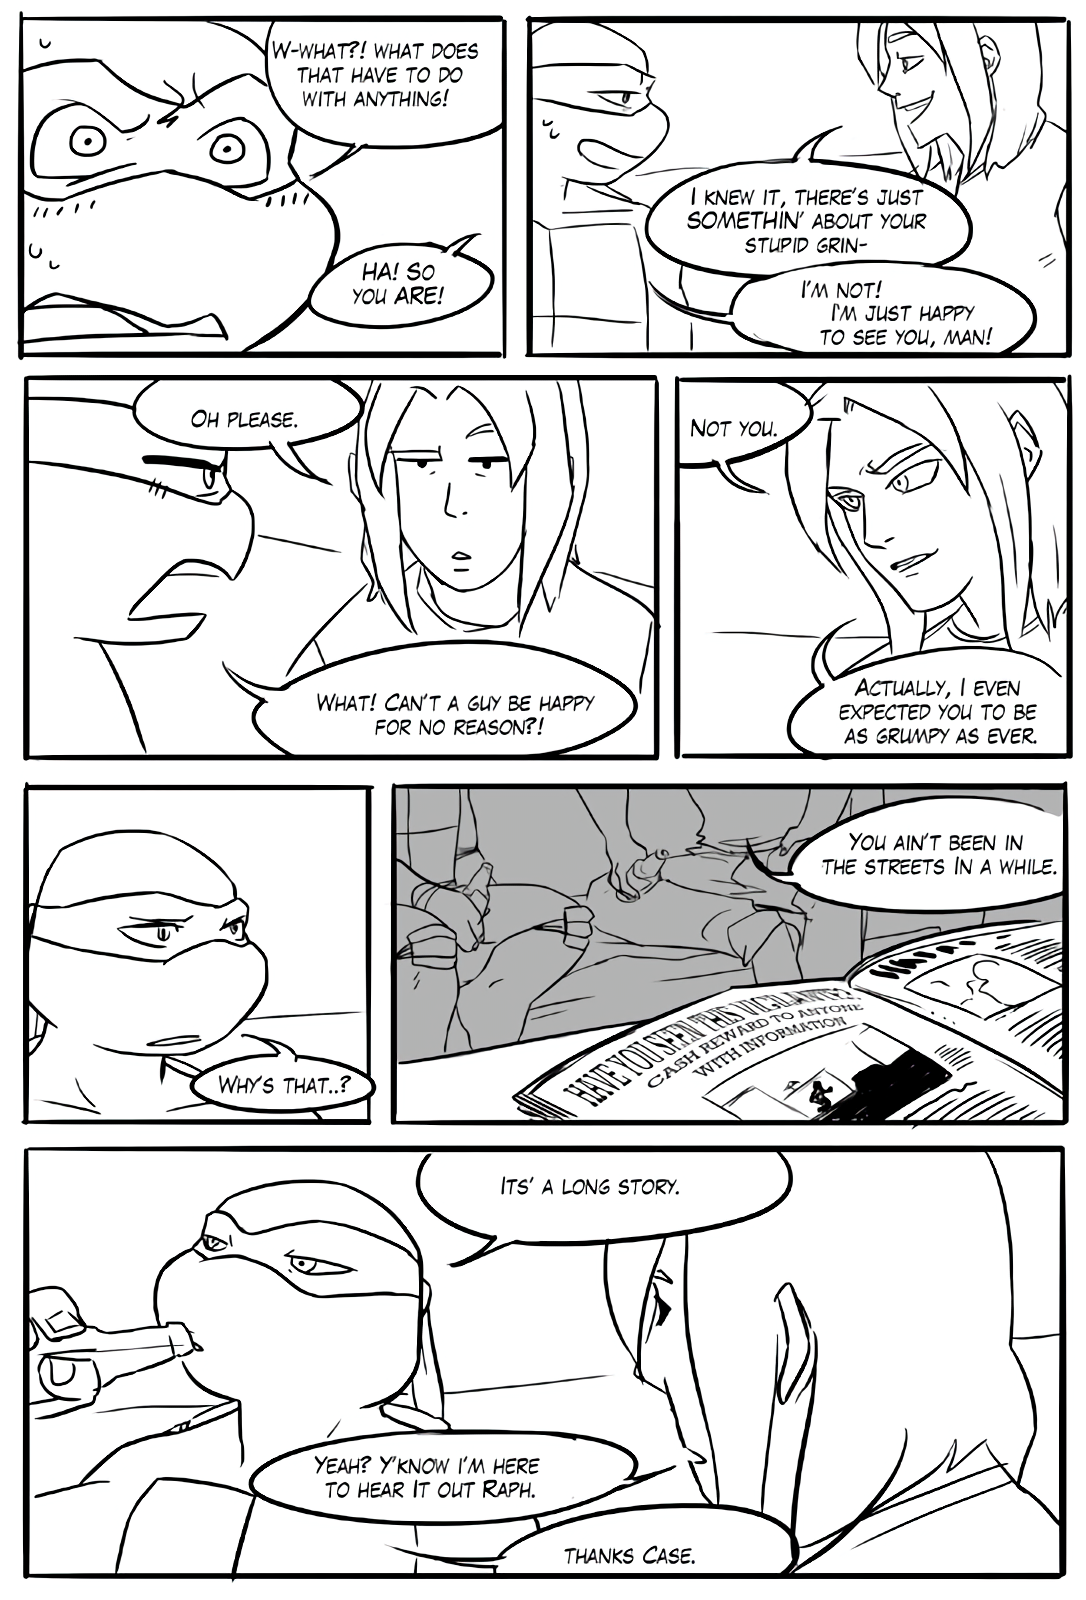 W-WHAT?! WHAT DOES
THAT HAVE TO DO
WITH ANYTHING!
HA! SO
YOU ARE!
I KNEW IT, THERE'S JUST
SOMETHIN' ABOUT YOUR
STUPID GRIN-
I'M NOT!
I'M JUST HAPPY
TO SEE YOU, MAN!
OH PLEASE.
WHAT! CAN'T A GUY BE HAPPY
FOR NO REASON?!
NOT YOU.
ACTUALLY, I EVEN
EXPECTED YOU TO BE
AS GRUMPY AS EVER.
WHY'S THAT..?
YOU AIN'T BEEN IN
THE STREETS IN A WHILE.
HAVE YOU SEEN THIS VIGILANTE?
CASH REWARD TO ANYONE
WITH INFORMATION
ITS' A LONG STORY.
YEAH? Y'KNOW I'M HERE
TO HEAR IT OUT RAPH.
THANKS CASE.